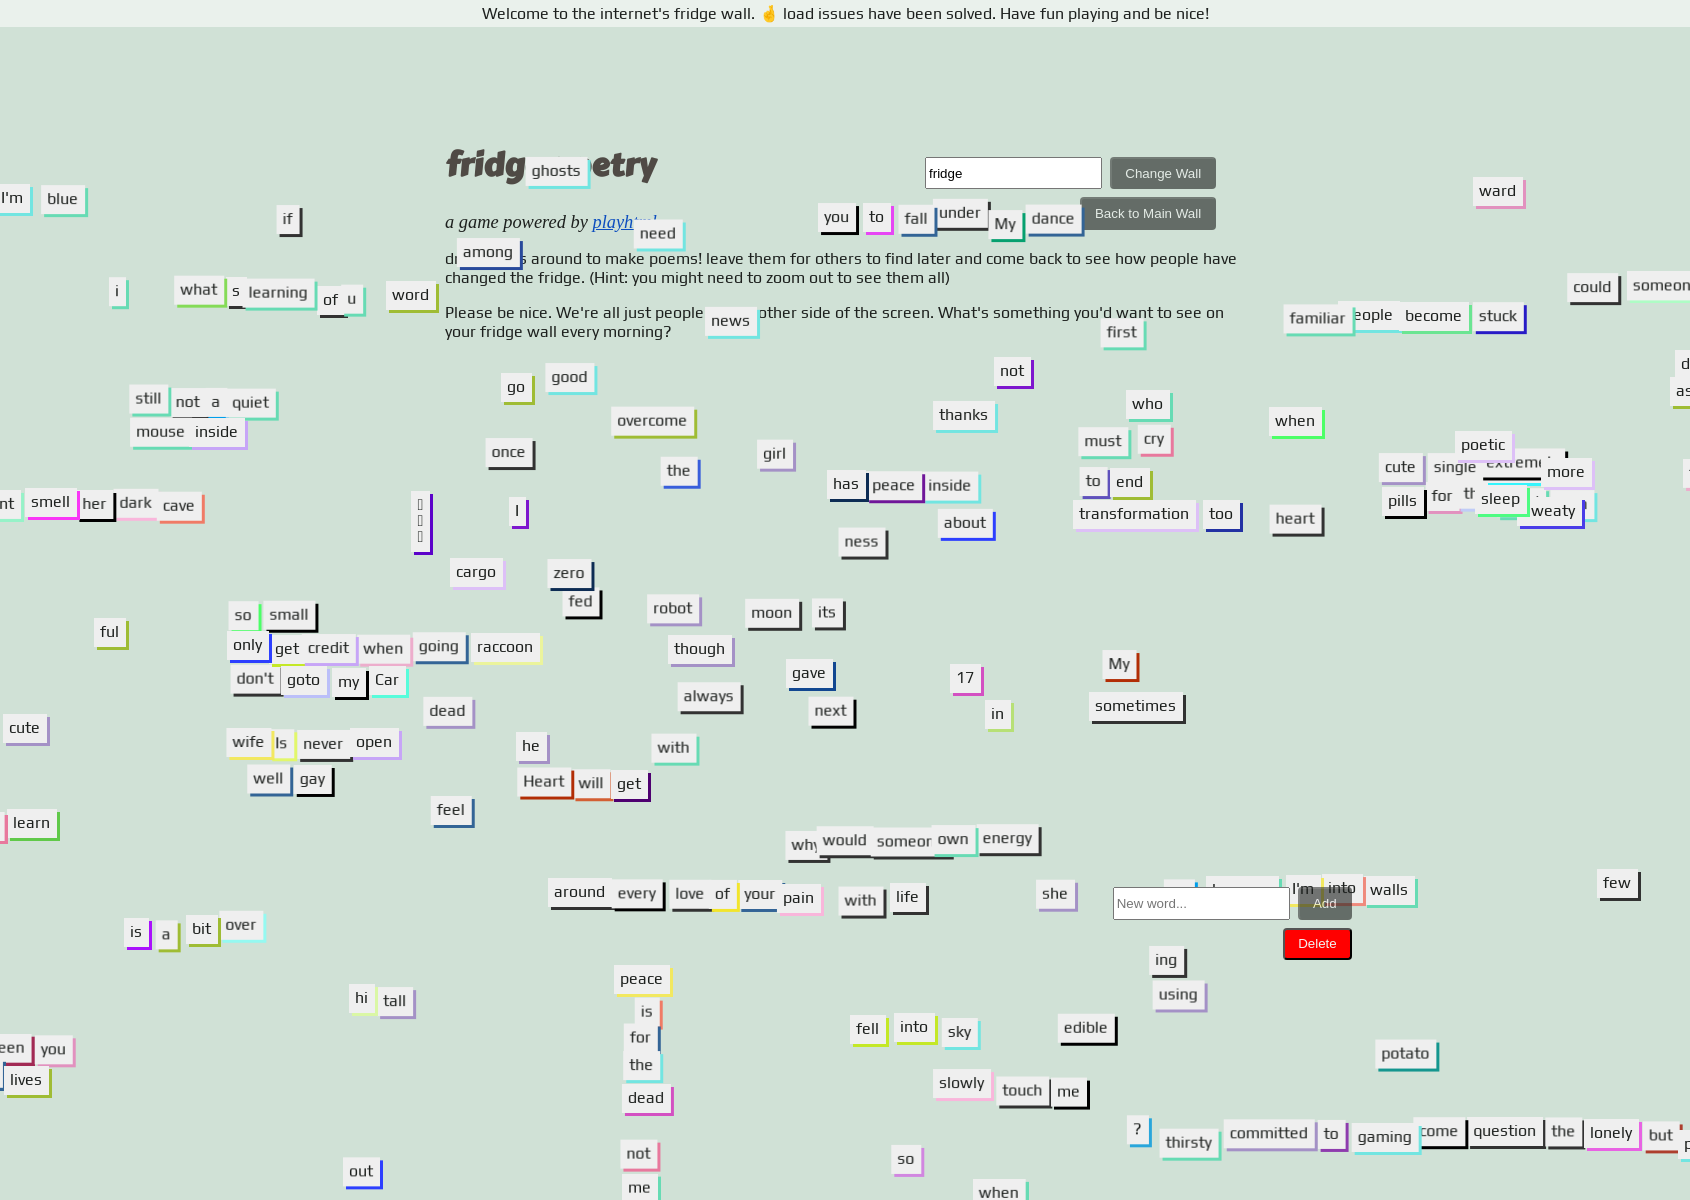 Welcome to the internet's fridge wall. 🤞 load issues have been solved. Have fun playing and be nice!
ghosts
fridge
Change Wall
I'm blue
ward
if
you to fall under My dance
Back to Main Wall
a game powered by
need
among
around to make poems! leave them for others to find later and come back to see how people have
changed the fridge. (Hint: you might need to zoom out to see them all)
i
what s learning of u
word
could
Please be nice. We're all just people other side of the screen. What's something you'd want to see on
news
your fridge wall every morning?
first
familiar become stuck
not
go good
still not a quiet
mouse inside
thanks
who
overcome
when
must cry
once
girl
the
poetic
cute single more
has peace inside
to end
smell her dark cave
pills for sleep weaty
I
transformation too
heart
about
ness
cargo
zero
fed
robot
moon its
so small
ful
only get credit when going raccoon
though
don't goto my Car
My
gave
17
always
sometimes
dead
next
in
cute
wife Is never open
he
with
well gay
Heart will get
feel
learn
would own energy
around every love of your pain
with life
she
I'm into walls
few
New word...
Add
is a bit over
Delete
ing
peace
using
hi tall
is
for
the
dead
fell into sky
edible
you
lives
potato
slowly touch me
?
thirsty committed to gaming question the lonely but
not
so
out
me
when